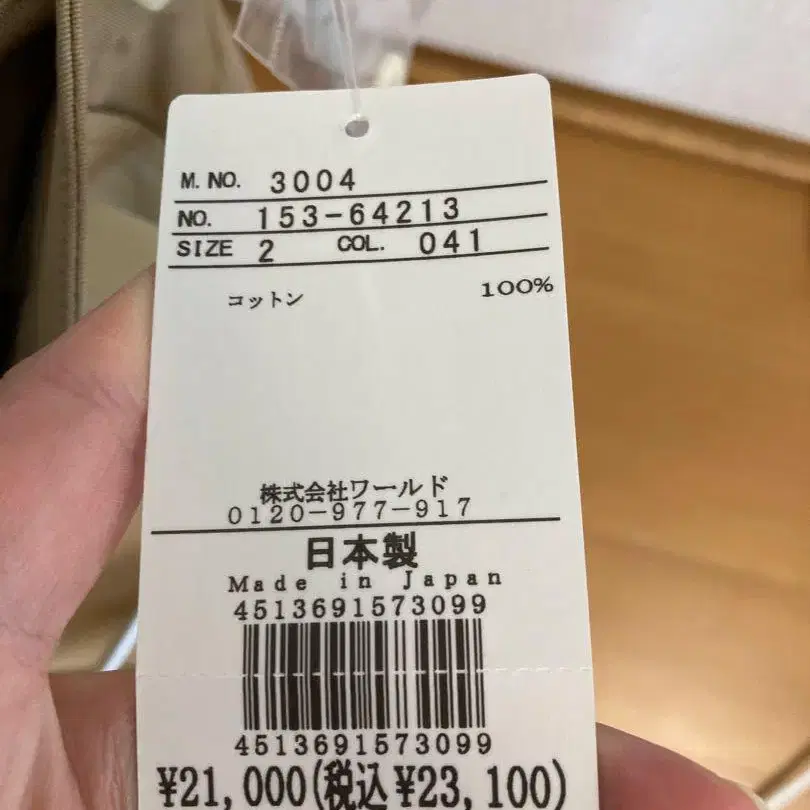 M. NO. 3004
NO. 153-64213
SIZE 2 COL. 041
コットン 100%
株式会社ワールド
0120-977-917
日本製
Made in Japan
4513691573099
4513691573099
¥21,000(税込¥23,100)